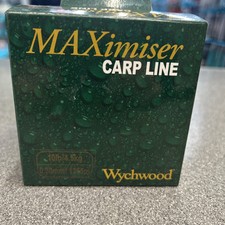 MAXimiser
CARP LINE
Wychwood